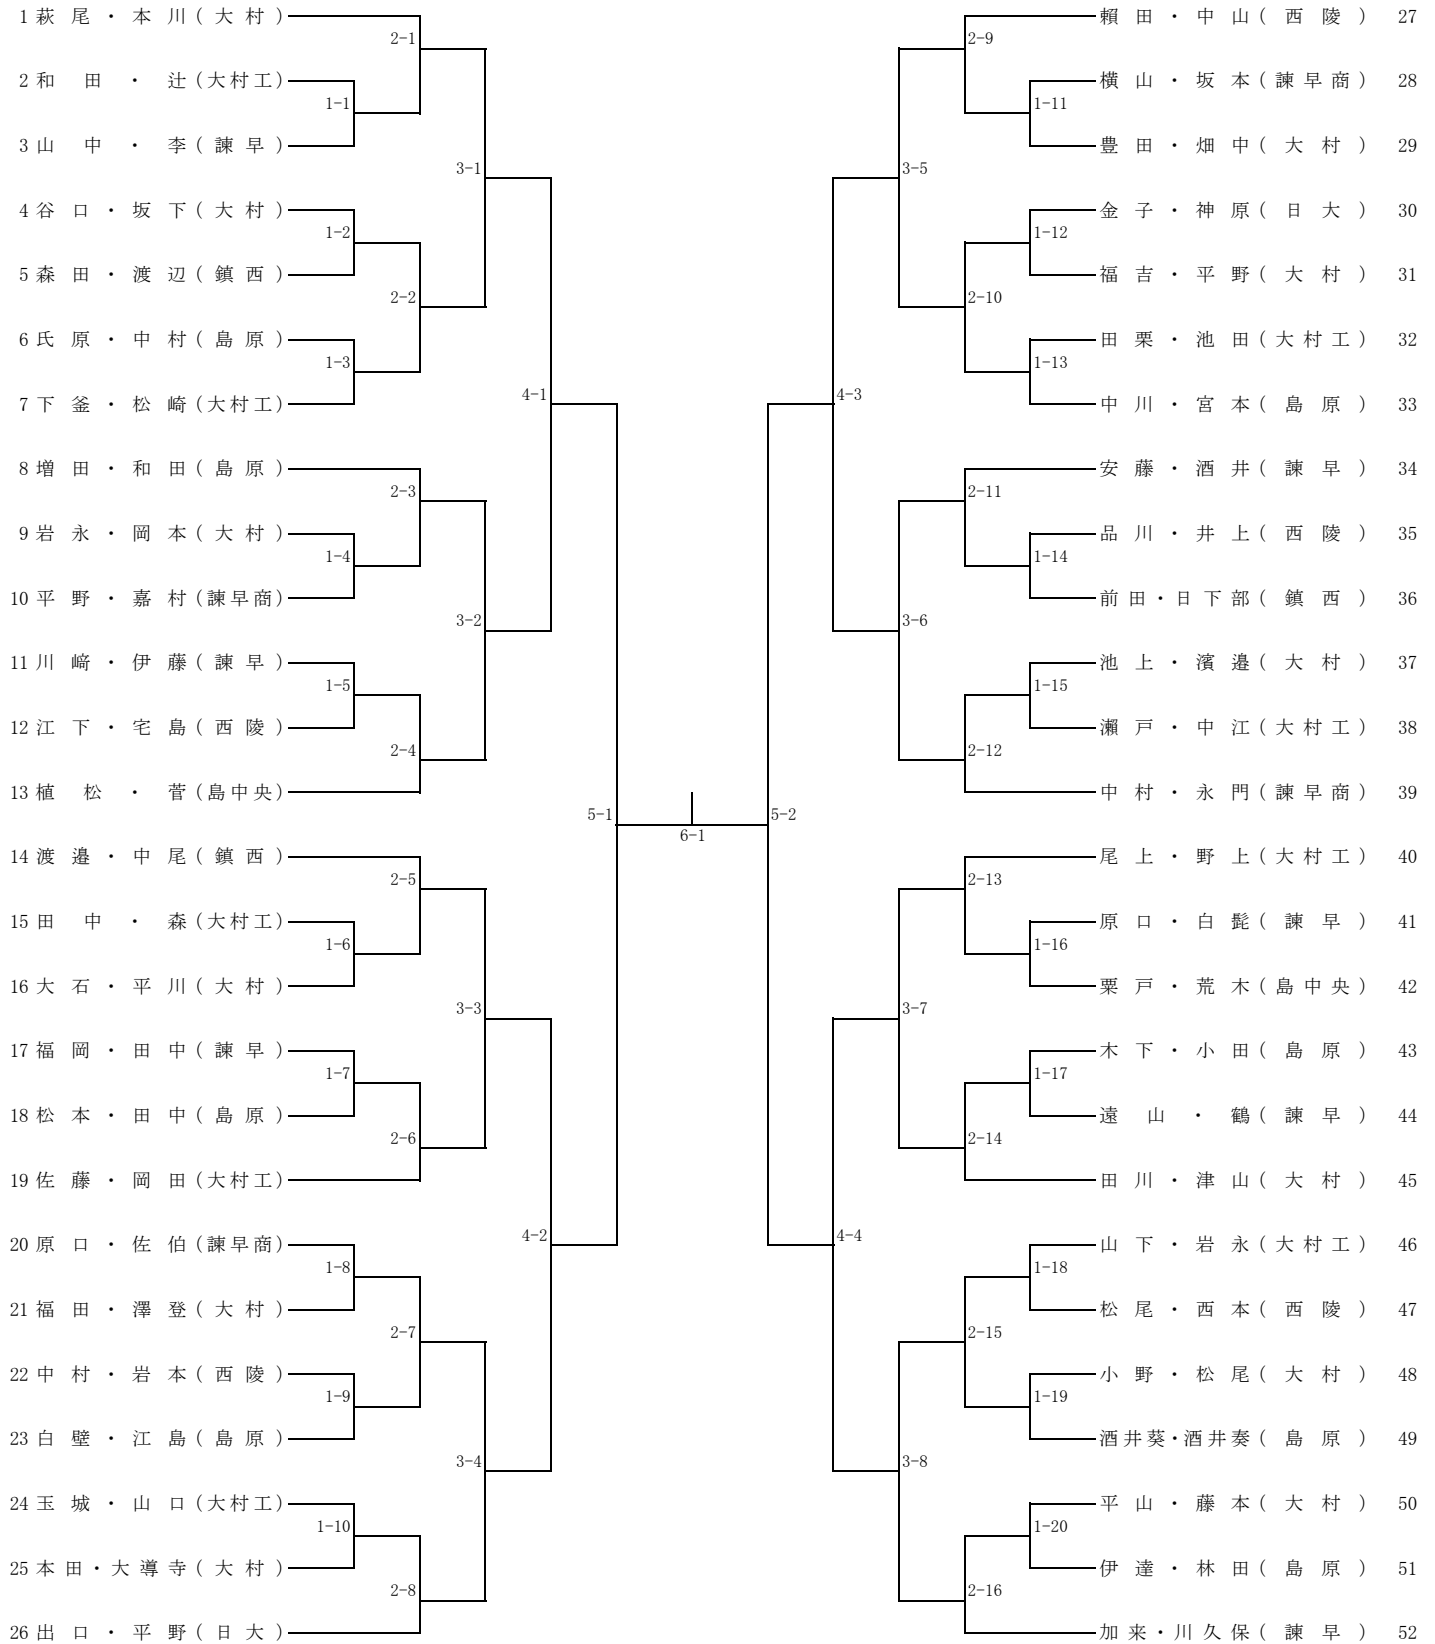 1 萩尾・本川(大村)
2-1
2 和田・辻(大村工)
1-1
3 山中・李(諫早)
3-1
4 谷口・坂下(大村)
1-2
5 森田・渡辺(鎮西)
2-2
6 氏原・中村(島原)
1-3
7 下釜・松崎(大村工)
4-1
8 増田・和田(島原)
2-3
9 岩永・岡本(大村)
1-4
10 平野・嘉村(諫早商)
3-2
11 川﨑・伊藤(諫早)
1-5
12 江下・宅島(西陵)
2-4
13 植松・菅(島中央)
5-1
14 渡邉・中尾(鎮西)
2-5
15 田中・森(大村工)
1-6
16 大石・平川(大村)
3-3
17 福岡・田中(諫早)
1-7
18 松本・田中(島原)
2-6
19 佐藤・岡田(大村工)
4-2
20 原口・佐伯(諫早商)
1-8
21 福田・澤登(大村)
2-7
22 中村・岩本(西陵)
1-9
23 白壁・江島(島原)
3-4
24 玉城・山口(大村工)
1-10
25 本田・大導寺(大村)
2-8
26 出口・平野(日大)
6-1
賴田・中山(西陵) 27
2-9
横山・坂本(諫早商) 28
1-11
豊田・畑中(大村) 29
3-5
金子・神原(日大) 30
1-12
福吉・平野(大村) 31
2-10
田栗・池田(大村工) 32
1-13
中川・宮本(島原) 33
4-3
安藤・酒井(諫早) 34
2-11
品川・井上(西陵) 35
1-14
前田・日下部(鎮西) 36
3-6
池上・濱邉(大村) 37
1-15
瀨戸・中江(大村工) 38
2-12
中村・永門(諫早商) 39
5-2
尾上・野上(大村工) 40
2-13
原口・白髭(諫早) 41
1-16
栗戸・荒木(島中央) 42
3-7
木下・小田(島原) 43
1-17
遠山・鶴(諫早) 44
2-14
田川・津山(大村) 45
4-4
山下・岩永(大村工) 46
1-18
松尾・西本(西陵) 47
2-15
小野・松尾(大村) 48
1-19
酒井葵・酒井奏(島原) 49
3-8
平山・藤本(大村) 50
1-20
伊達・林田(島原) 51
2-16
加来・川久保(諫早) 52